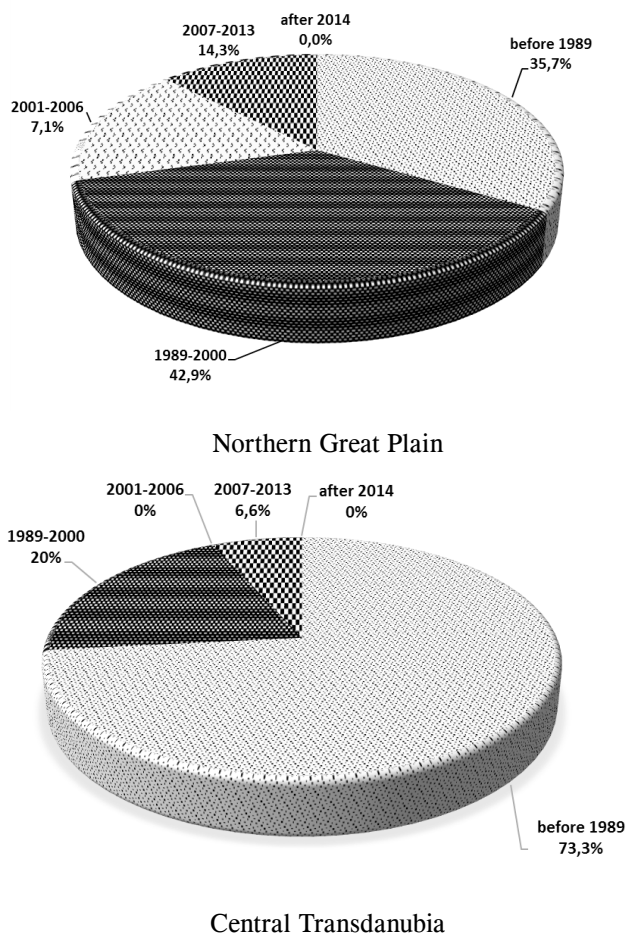 2007-2013
14,3%
after 2014
0,0%
before 1989
35,7%
2001-2006
7,1%
1989-2000
42,9%
Northern Great Plain
2001-2006
0%
2007-2013
6,6%
after 2014
0%
1989-2000
20%
before 1989
73,3%
Central Transdanubia